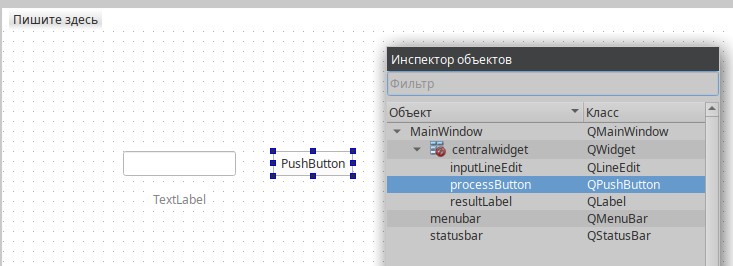 Пишите здесь
Инспектор объектов
Фильтр
Объект Класс
MainWindow QMainWindow
centralwidget QWidget
inputLineEdit QLineEdit
PushButton
processButton QPushButton
TextLabel
resultLabel QLabel
menubar QMenuBar
statusbar QStatusBar